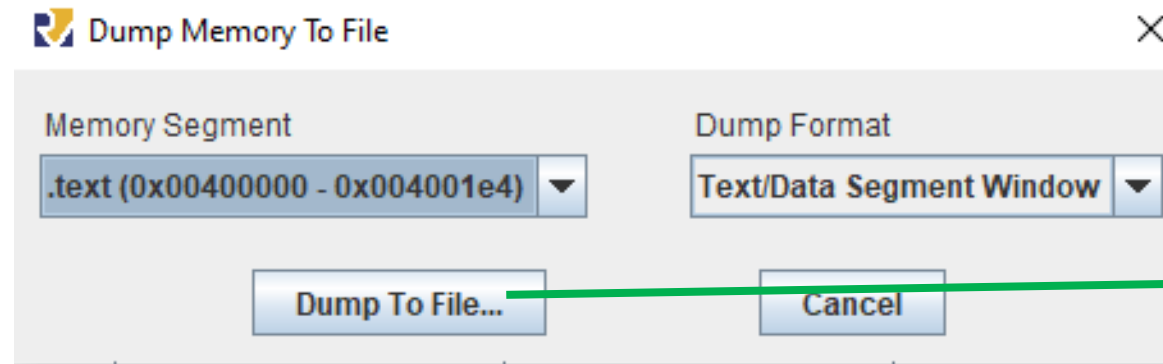 Dump Memory To File
Memory Segment Dump Format
.text (0x00400000 - 0x004001e4) Text/Data Segment Window
Dump To File... Cancel